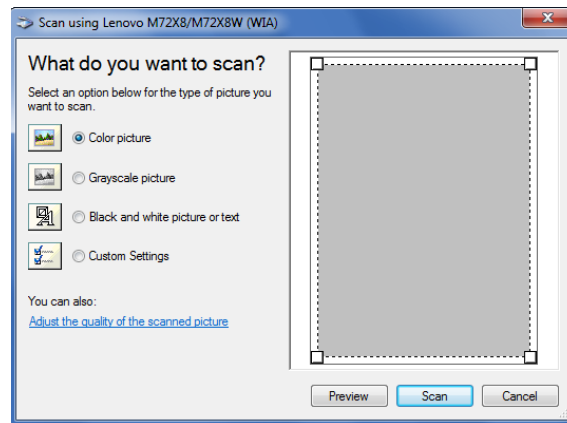 Scan using Lenovo M72X8/M72X8W (WIA)
What do you want to scan?
Select an option below for the type of picture you
want to scan.
Color picture
Grayscale picture
Black and white picture or text
Custom Settings
You can also:
Adjust the quality of the scanned picture
Preview
Scan
Cancel